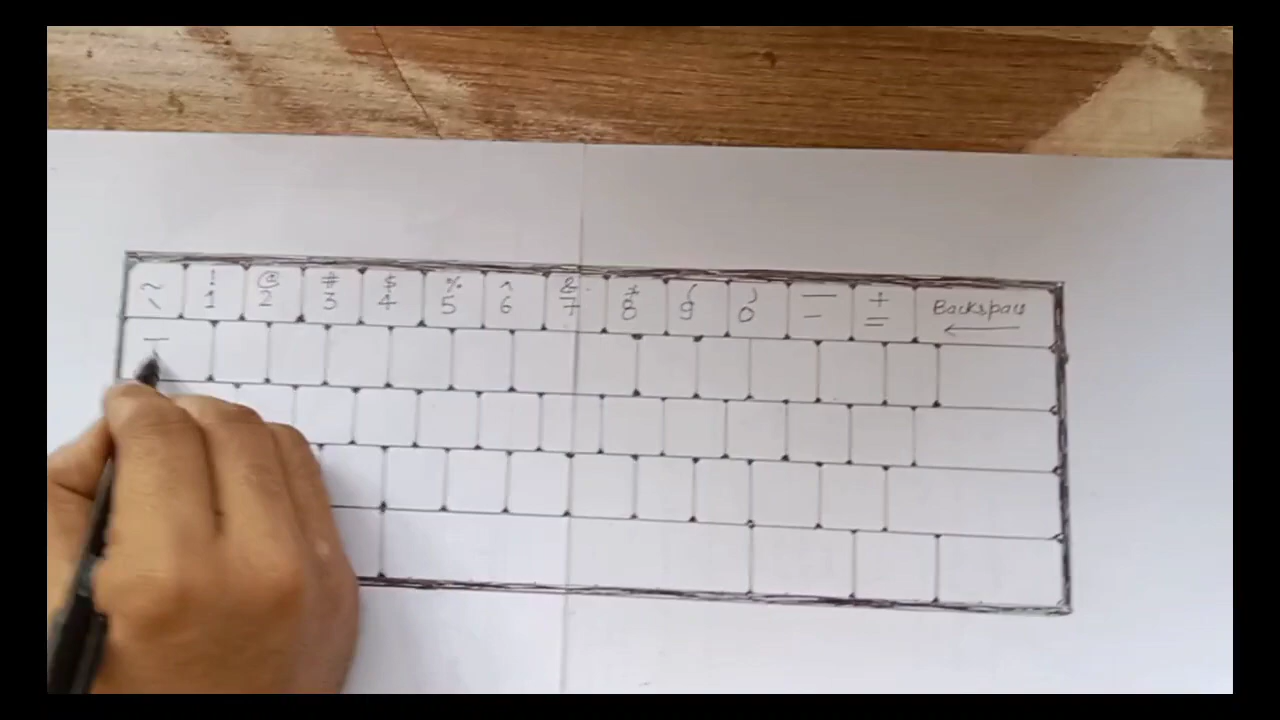 ~ ! @ # $ % ^ & * ( ) — + Backspace
\ 1 2 3 4 5 6 7 8 9 0 – = ←
T